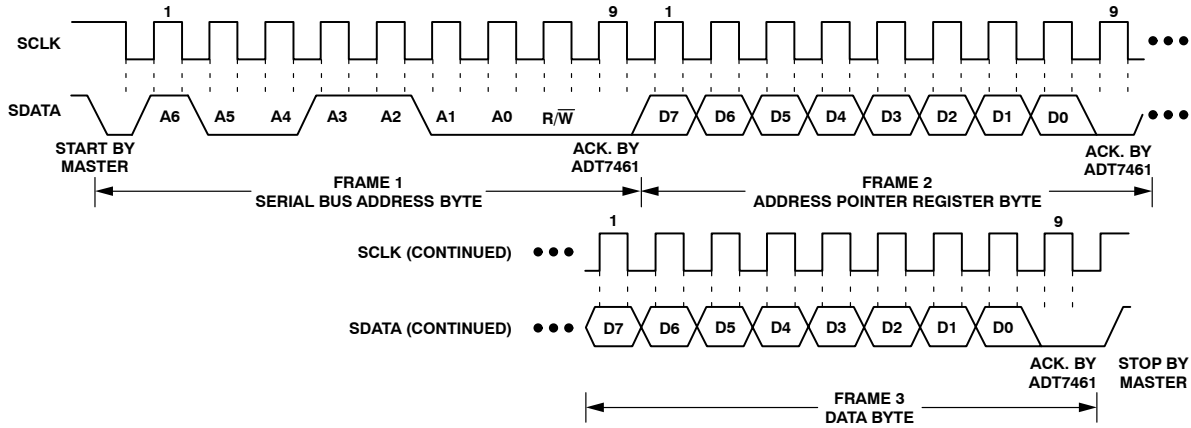 1 9 1 9
SCLK
SDATA A6 A5 A4 A3 A2 A1 A0 R/W̅ D7 D6 D5 D4 D3 D2 D1 D0
START BY
MASTER
ACK. BY
ADT7461
ACK. BY
ADT7461
FRAME 1
SERIAL BUS ADDRESS BYTE
FRAME 2
ADDRESS POINTER REGISTER BYTE
1 9
SCLK (CONTINUED)
SDATA (CONTINUED) D7 D6 D5 D4 D3 D2 D1 D0
ACK. BY
ADT7461
STOP BY
MASTER
FRAME 3
DATA BYTE